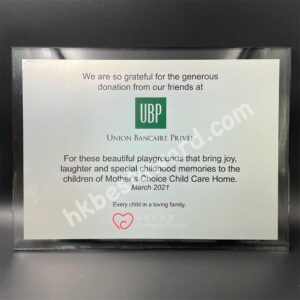 We are so grateful for the generous
donation from our friends at
UBP
UNION BANCAIRE PRIVÉE
For these beautiful playgrounds that bring joy,
laughter and special childhood memories to the
children of Mother's Choice Child Care Home.
March 2021
Every child in a loving family.
Mother's Choice